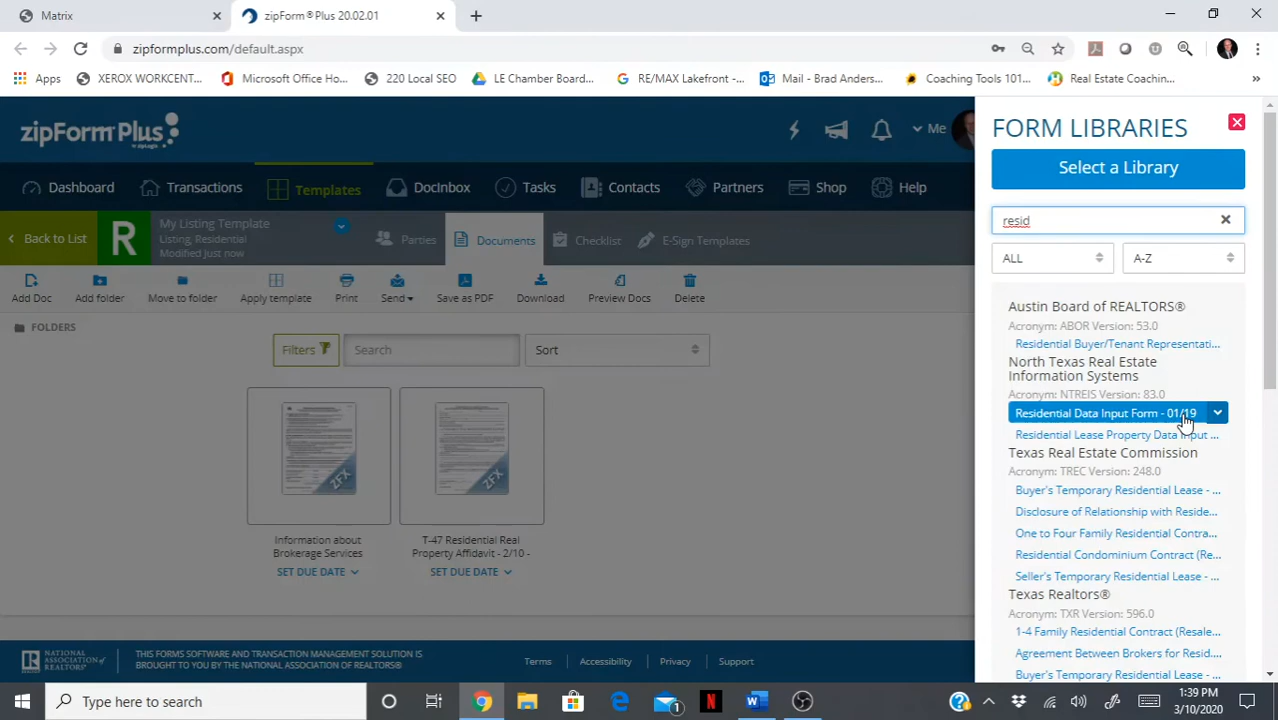 Matrix
zipForm®Plus 20.02.01
zipformplus.com/default.aspx
Apps
XEROX WORKCENT...
Microsoft Office Ho...
220 Local SEO
LE Chamber Board...
RE/MAX Lakefront -...
Mail - Brad Anders...
Coaching Tools 101...
Real Estate Coachin...
zipForm Plus
by zipLogix
Me
Dashboard
Transactions
Templates
DocInbox
Tasks
Contacts
Partners
Shop
Help
Back to List
R
My Listing Template
Listing, Residential
Modified Just now
Parties
Documents
Checklist
E-Sign Templates
Add Doc
Add folder
Move to folder
Apply template
Print
Send
Save as PDF
Download
Preview Docs
Delete
FOLDERS
Filters
Search
Sort
ZFX
ZFX
Information about
Brokerage Services
SET DUE DATE
T-47 Residential Real
Property Affidavit - 2/10 -
SET DUE DATE
FORM LIBRARIES
Select a Library
resid
ALL
A-Z
Austin Board of REALTORS®
Acronym: ABOR Version: 53.0
Residential Buyer/Tenant Representati...
North Texas Real Estate
Information Systems
Acronym: NTREIS Version: 83.0
Residential Data Input Form - 01/19
Residential Lease Property Data Input ...
Texas Real Estate Commission
Acronym: TREC Version: 248.0
Buyer's Temporary Residential Lease - ...
Disclosure of Relationship with Reside...
One to Four Family Residential Contra...
Residential Condominium Contract (Re...
Seller's Temporary Residential Lease - ...
Texas Realtors®
Acronym: TXR Version: 596.0
1-4 Family Residential Contract (Resale...
Agreement Between Brokers for Resid....
Buyer's Temporary Residential Lease - ...
NATIONAL
ASSOCIATION of
REALTORS®
THIS FORMS SOFTWARE AND TRANSACTION MANAGEMENT SOLUTION IS
BROUGHT TO YOU BY THE NATIONAL ASSOCIATION OF REALTORS®
Terms
Accessibility
Privacy
Support
Type here to search
1
1:39 PM
3/10/2020